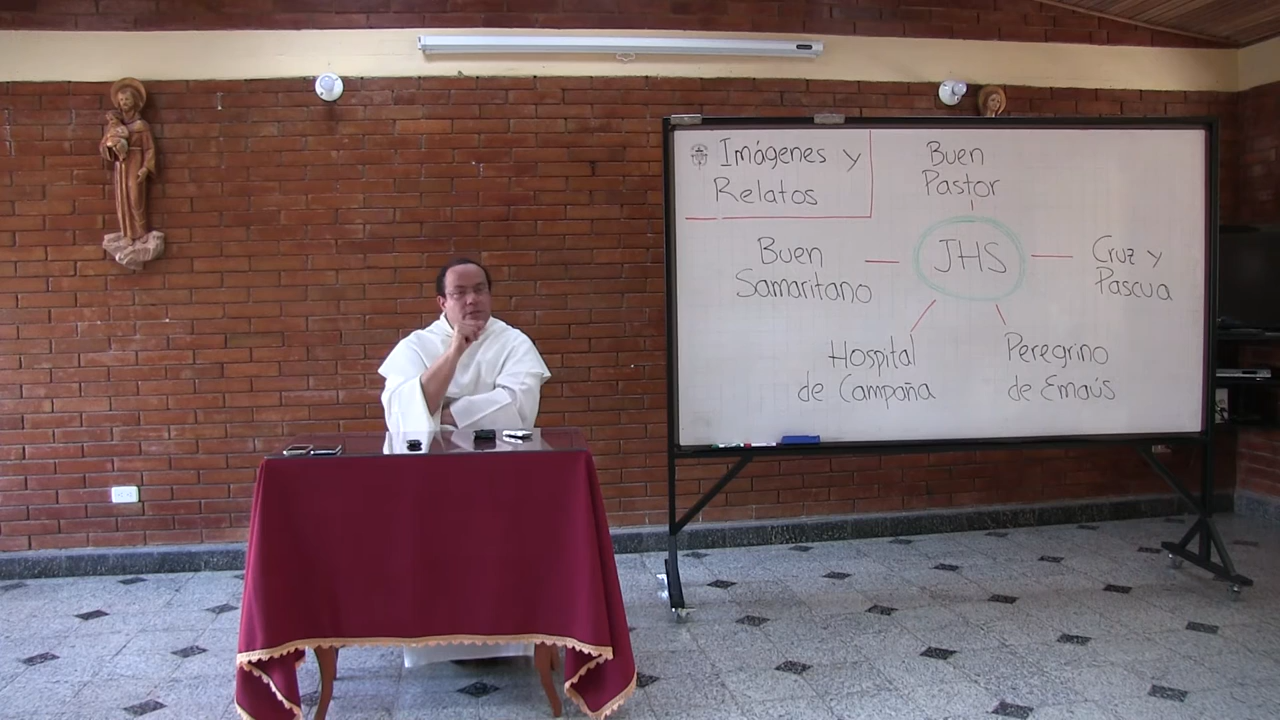 Imágenes y
Relatos
Buen
Pastor
Buen
Samaritano
JHS
Cruz y
Pascua
Hospital
de Campaña
Peregrino
de Emaús